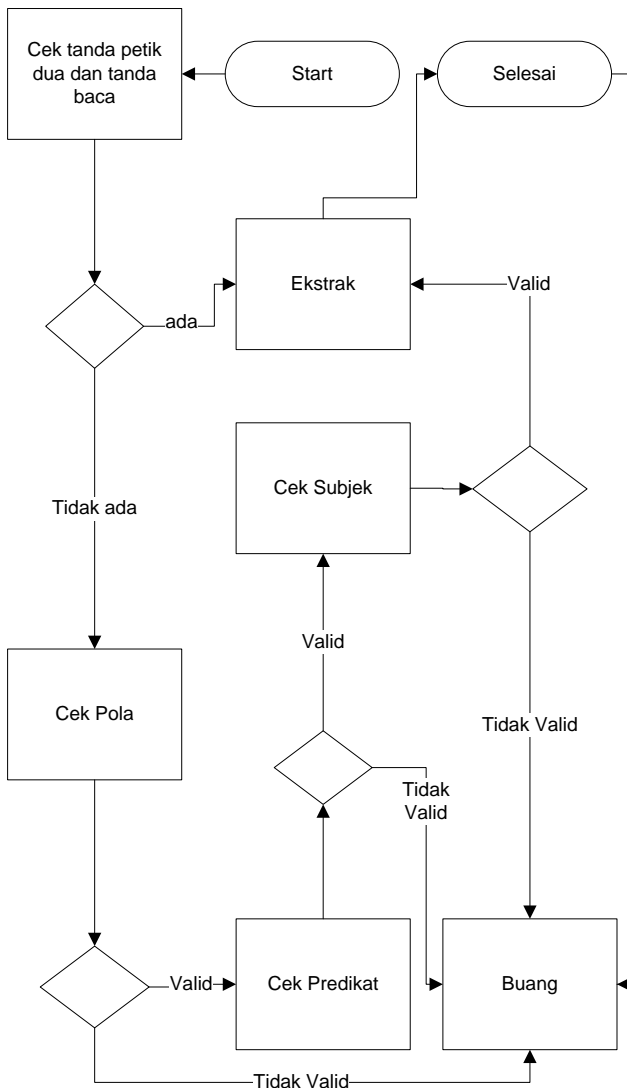 Cek tanda petik
dua dan tanda
baca
Start
Selesai
Ekstrak
Valid
ada
Cek Subjek
Tidak ada
Valid
Cek Pola
Tidak Valid
Tidak
Valid
Valid
Cek Predikat
Buang
Tidak Valid